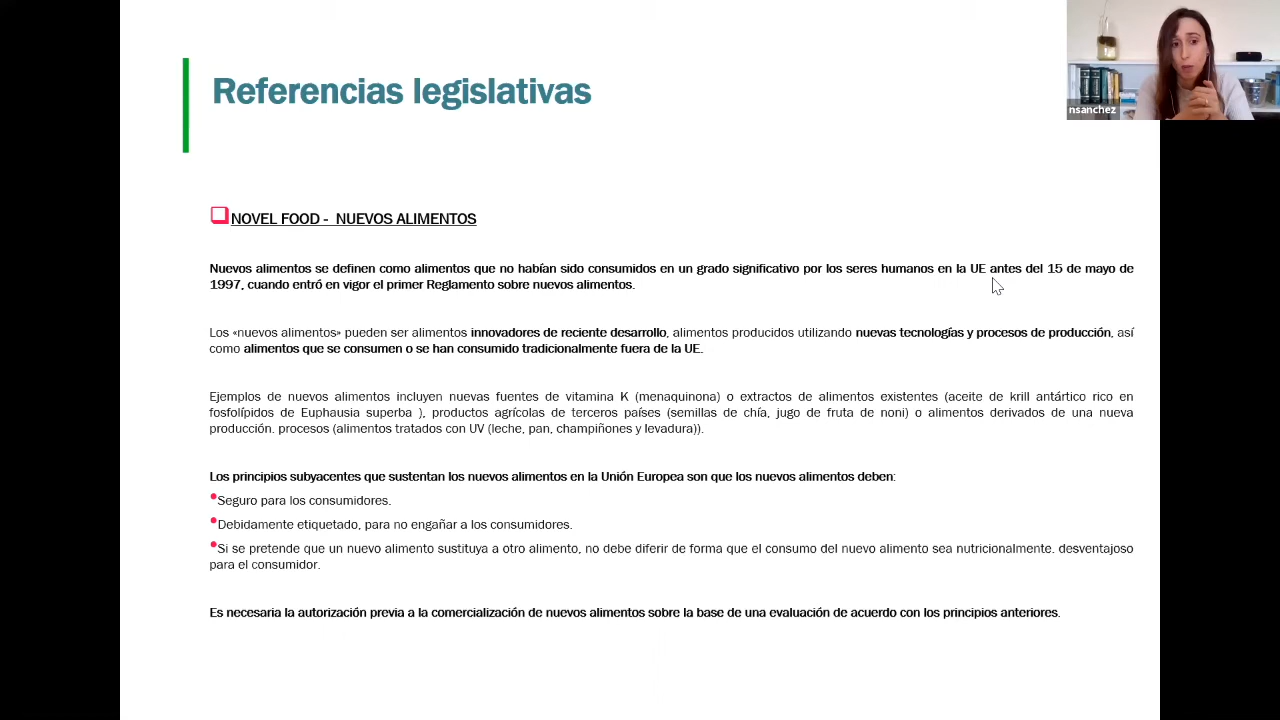 Referencias legislativas
nsanchez
NOVEL FOOD - NUEVOS ALIMENTOS
Nuevos alimentos se definen como alimentos que no habían sido consumidos en un grado significativo por los seres humanos en la UE antes del 15 de mayo de
1997, cuando entró en vigor el primer Reglamento sobre nuevos alimentos.
Los «nuevos alimentos» pueden ser alimentos innovadores de reciente desarrollo, alimentos producidos utilizando nuevas tecnologías y procesos de producción, así
como alimentos que se consumen o se han consumido tradicionalmente fuera de la UE.
Ejemplos de nuevos alimentos incluyen nuevas fuentes de vitamina K (menaquinona) o extractos de alimentos existentes (aceite de krill antártico rico en
fosfolípidos de Euphausia superba ), productos agrícolas de terceros países (semillas de chía, jugo de fruta de noni) o alimentos derivados de una nueva
producción. procesos (alimentos tratados con UV (leche, pan, champiñones y levadura)).
Los principios subyacentes que sustentan los nuevos alimentos en la Unión Europea son que los nuevos alimentos deben:
•Seguro para los consumidores.
•Debidamente etiquetado, para no engañar a los consumidores.
•Si se pretende que un nuevo alimento sustituya a otro alimento, no debe diferir de forma que el consumo del nuevo alimento sea nutricionalmente. desventajoso
para el consumidor.
Es necesaria la autorización previa a la comercialización de nuevos alimentos sobre la base de una evaluación de acuerdo con los principios anteriores.